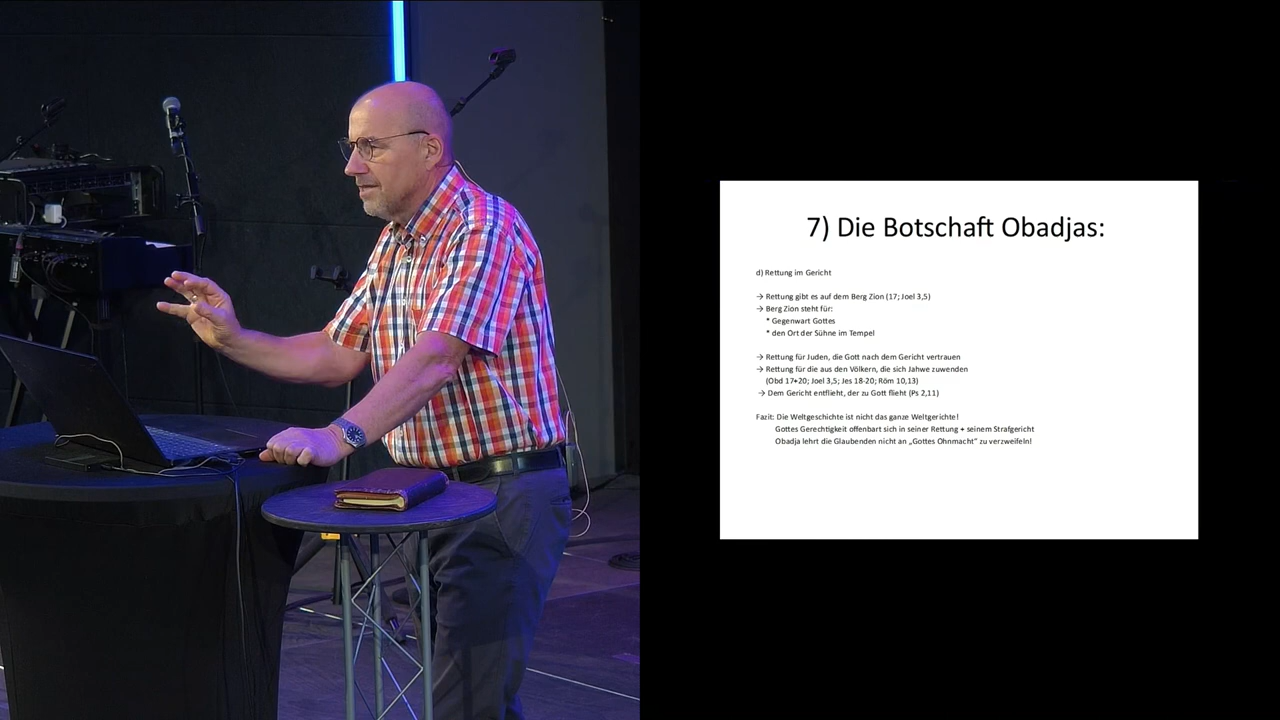 7) Die Botschaft Obadjas:
d) Rettung im Gericht
→ Rettung gibt es auf dem Berg Zion (17; Joel 3,5)
→ Berg Zion steht für:
* Gegenwart Gottes
* den Ort der Sühne im Tempel
→ Rettung für Juden, die Gott nach dem Gericht vertrauen
→ Rettung für die aus den Völkern, die sich Jahwe zuwenden
(Obd 17+20; Joel 3,5; Jes 18-20; Röm 10,13)
→ Dem Gericht entflieht, der zu Gott flieht (Ps 2,11)
Fazit: Die Weltgeschichte ist nicht das ganze Weltgerichte!
Gottes Gerechtigkeit offenbart sich in seiner Rettung + seinem Strafgericht
Obadja lehrt die Glaubenden nicht an „Gottes Ohnmacht" zu verzweifeln!